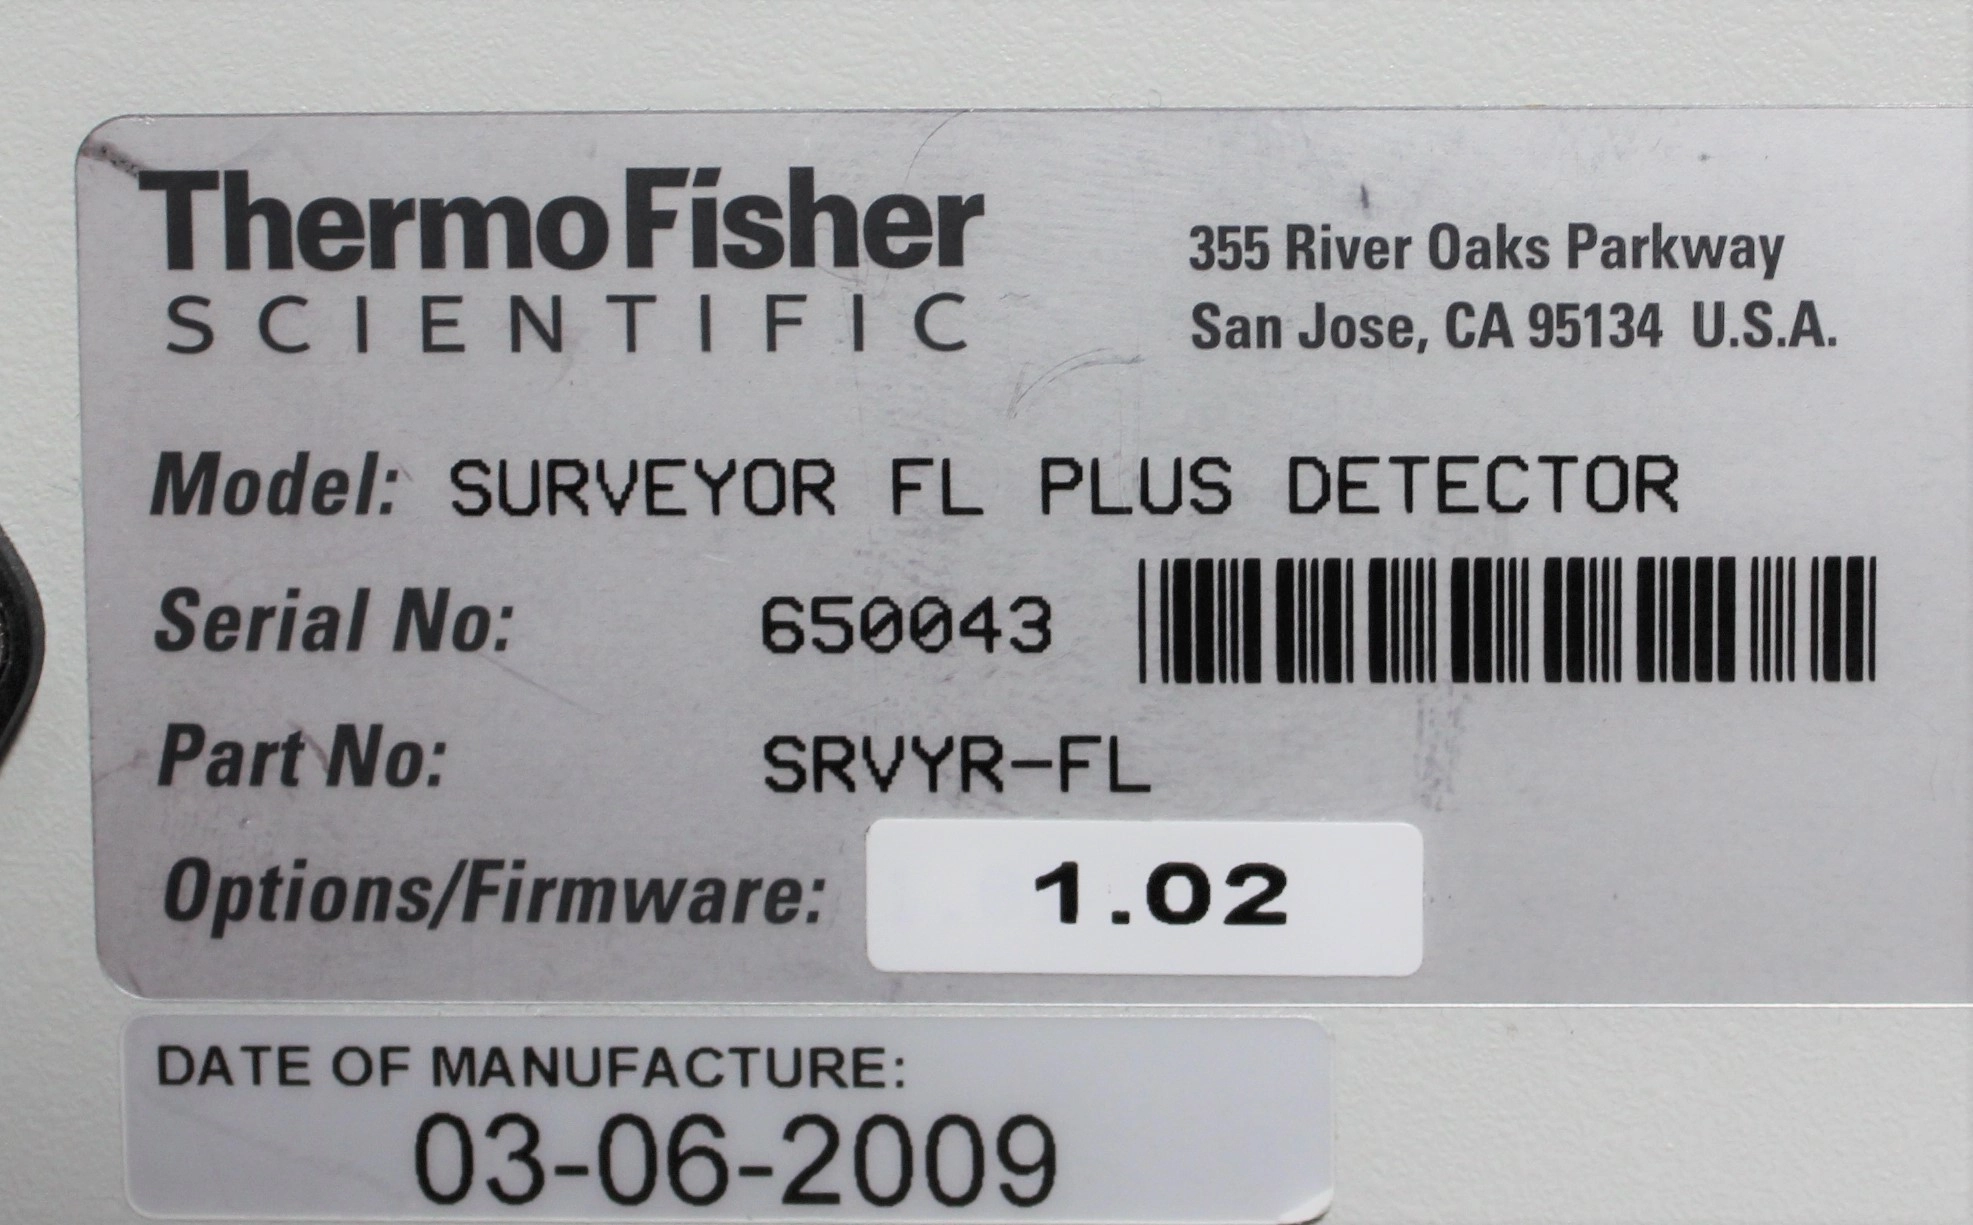 ThermoFisher
SCIENTIFIC
355 River Oaks Parkway
San Jose, CA 95134 U.S.A.
Model: SURVEYOR FL PLUS DETECTOR
Serial No: 650043
Part No: SRVYR-FL
Options/Firmware: 1.02
DATE OF MANUFACTURE:
03-06-2009